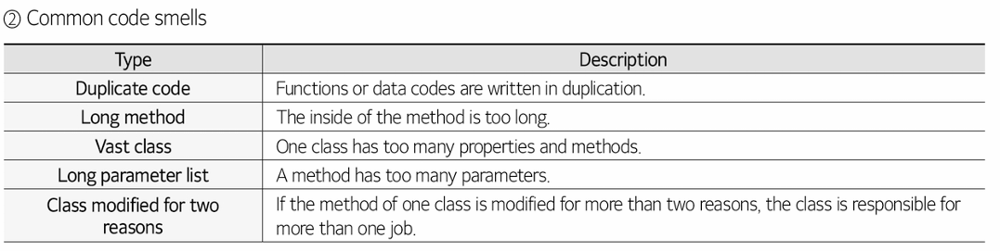 ② Common code smells
Type Description
Duplicate code Functions or data codes are written in duplication.
Long method The inside of the method is too long.
Vast class One class has too many properties and methods.
Long parameter list A method has too many parameters.
Class modified for two reasons If the method of one class is modified for more than two reasons, the class is responsible for
more than one job.